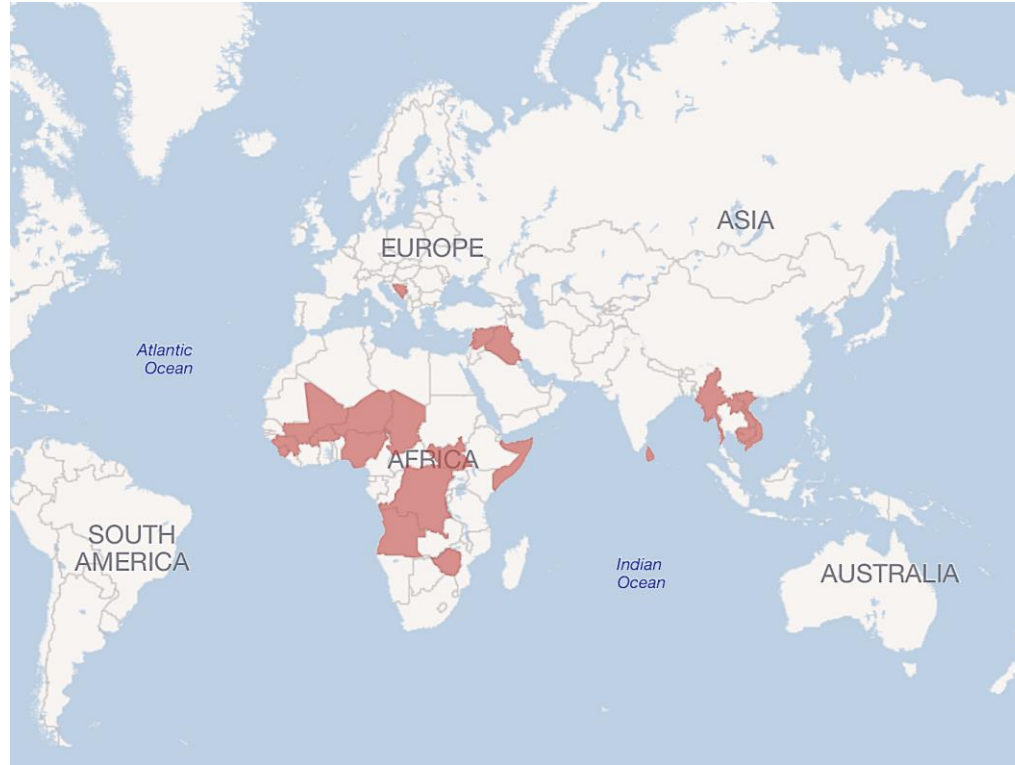 ASIA
EUROPE
Atlantic
Ocean
AFRICA
SOUTH
AMERICA
Indian
Ocean
AUSTRALIA